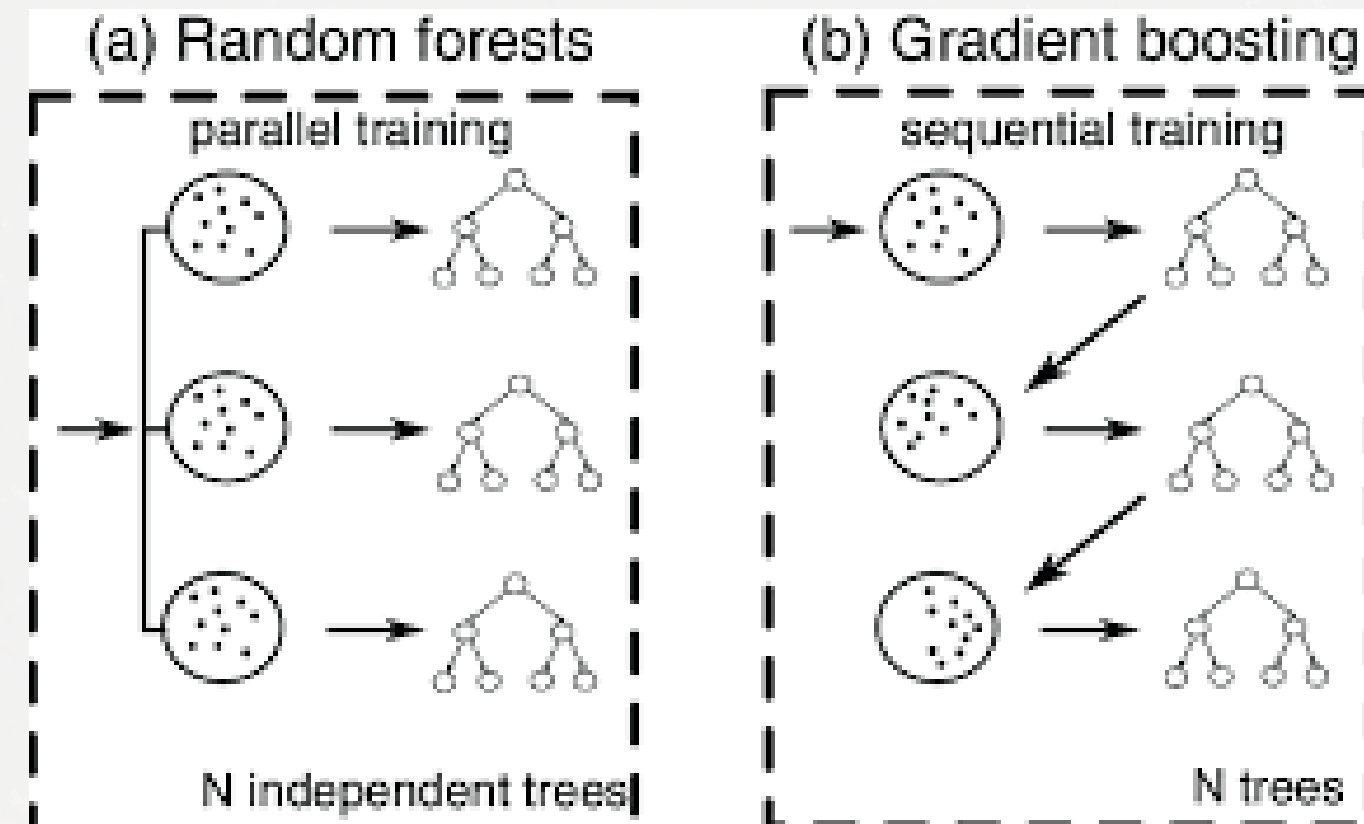 (a) Random forests
parallel training
N independent trees
(b) Gradient boosting
sequential training
N trees